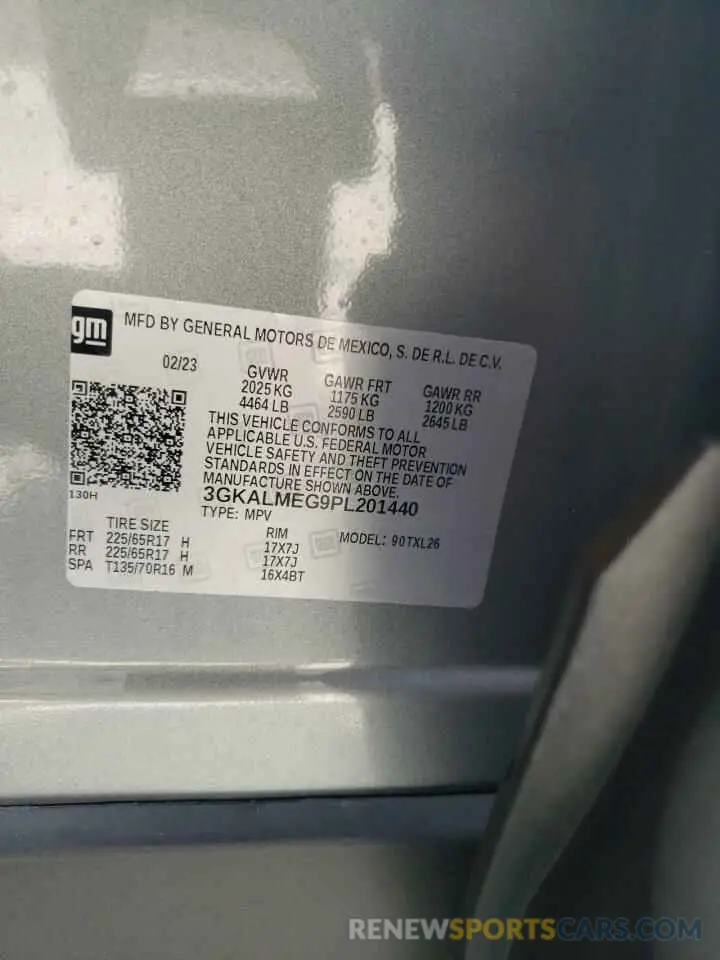 gm
MFD BY GENERAL MOTORS DE MEXICO, S. DE R.L. DE C.V.
02/23 GVWR GAWR FRT GAWR RR
2025 KG 1175 KG 1200 KG
4464 LB 2590 LB 2645 LB
THIS VEHICLE CONFORMS TO ALL
APPLICABLE U.S. FEDERAL MOTOR
VEHICLE SAFETY AND THEFT PREVENTION
STANDARDS IN EFFECT ON THE DATE OF
MANUFACTURE SHOWN ABOVE.
130H
3GKALMEG9PL201440
TYPE: MPV
TIRE SIZE RIM MODEL: 90TXL26
FRT 225/65R17 H 17X7J
RR 225/65R17 H 17X7J
SPA T135/70R16 M 16X4BT
RENEWSPORTSCARS.COM